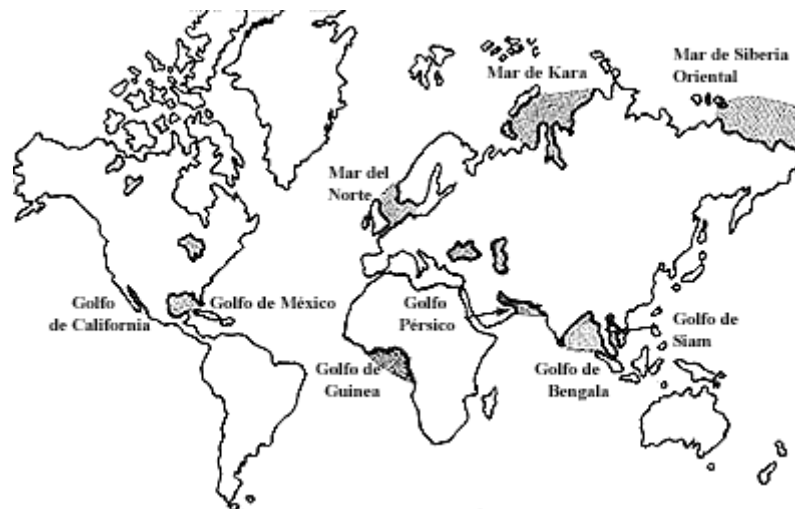 Mar de Kara
Mar de Siberia
Oriental
Mar del
Norte
Golfo
de California
Golfo de México
Golfo
Pérsico
Golfo de
Siam
Golfo de
Guinea
Golfo de
Bengala